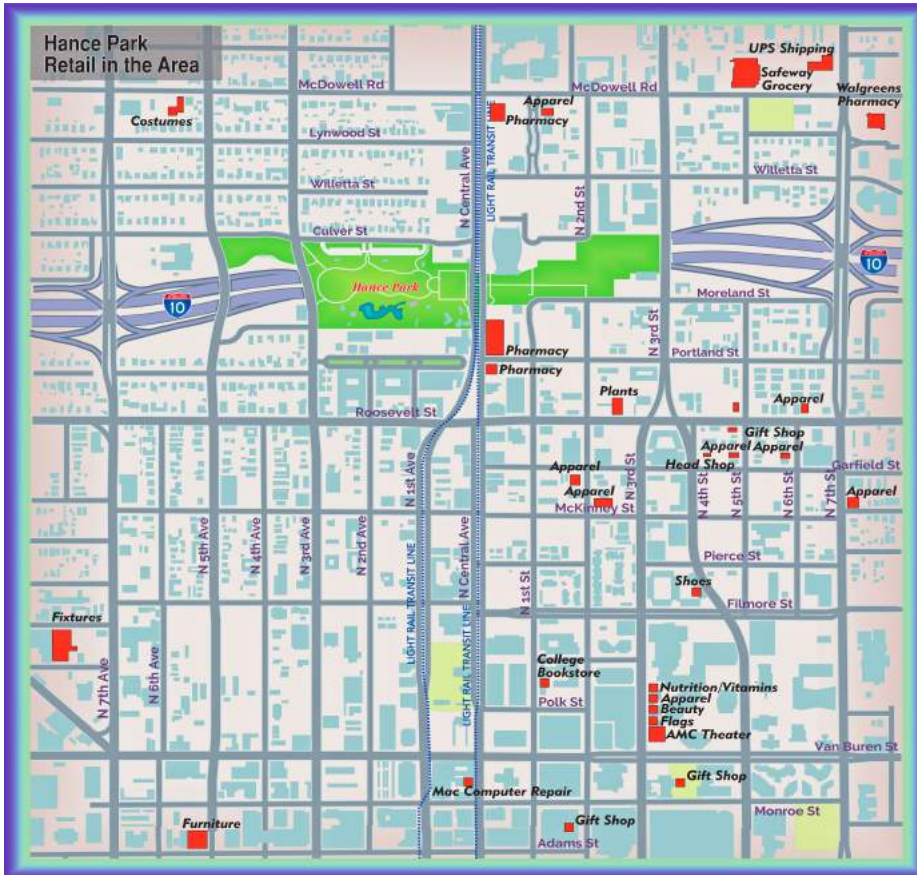 Hance Park
Retail in the Area
UPS Shipping
Safeway
Grocery
McDowell Rd
McDowell Rd
Walgreens
Pharmacy
Costumes
Apparel
Pharmacy
Lynwood St
LIGHT RAIL TRANSIT LINE
N Central Ave
Willetta St
Willetta St
N 2nd St
Culver St
10
10
Hance Park
Moreland St
N 3rd St
Pharmacy
Portland St
Pharmacy
Plants
Apparel
Roosevelt St
Gift Shop
Apparel
Apparel
Head Shop
Garfield St
Apparel
N 1st Ave
N 3rd St
N 4th St
N 5th St
N 6th St
N 7th St
Apparel
Apparel
McKinney St
N 5th Ave
N 4th Ave
N 3rd Ave
N 2nd Ave
N Central Ave
Pierce St
Shoes
N 1st St
Filmore St
LIGHT RAIL TRANSIT LINE
LIGHT RAIL TRANSIT LINE
Fixtures
N 7th Ave
N 6th Ave
College
Bookstore
Polk St
Nutrition/Vitamins
Apparel
Beauty
Flags
AMC Theater
Van Buren St
Gift Shop
Mac Computer Repair
Monroe St
Furniture
Gift Shop
Adams St